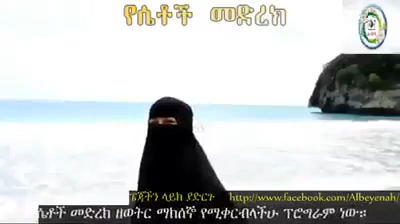 የሴቶች መድረክ
ፔጃችን ላይክ ያድርጉ http://www.facebook.com/Albeyenah/
ሴቶች መድረክ ዘወትር ማክሰኞ የሚቀርብላችሁ ፕሮግራም ነው።